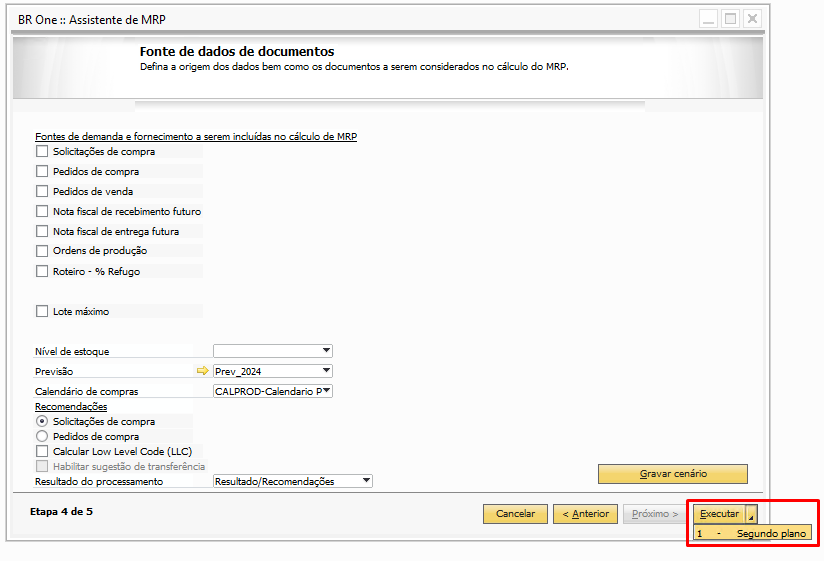 BR One :: Assistente de MRP
Fonte de dados de documentos
Defina a origem dos dados bem como os documentos a serem considerados no cálculo do MRP.
Fontes de demanda e fornecimento a serem incluídas no cálculo de MRP
Solicitações de compra
Pedidos de compra
Pedidos de venda
Nota fiscal de recebimento futuro
Nota fiscal de entrega futura
Ordens de produção
Roteiro - % Refugo
Lote máximo
Nível de estoque
Previsão Prev_2024
Calendário de compras CALPROD-Calendario P
Recomendações
Solicitações de compra
Pedidos de compra
Calcular Low Level Code (LLC)
Habilitar sugestão de transferência
Resultado do processamento Resultado/Recomendações
Gravar cenário
Etapa 4 de 5 Cancelar < Anterior Próximo > Executar
1 - Segundo plano